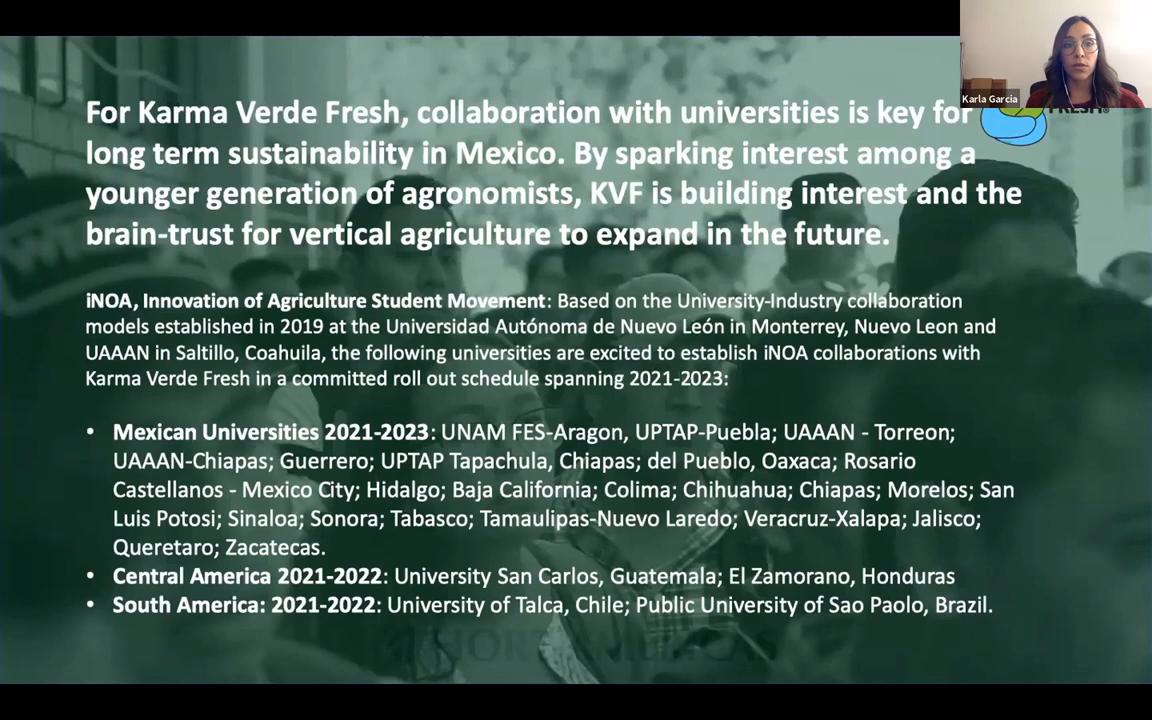 Karla Garcia
FRESH®
For Karma Verde Fresh, collaboration with universities is key for
long term sustainability in Mexico. By sparking interest among a
younger generation of agronomists, KVF is building interest and the
brain-trust for vertical agriculture to expand in the future.
iNOA, Innovation of Agriculture Student Movement: Based on the University-Industry collaboration
models established in 2019 at the Universidad Autónoma de Nuevo León in Monterrey, Nuevo Leon and
UAAAN in Saltillo, Coahuila, the following universities are excited to establish iNOA collaborations with
Karma Verde Fresh in a committed roll out schedule spanning 2021-2023:
• Mexican Universities 2021-2023: UNAM FES-Aragon, UPTAP-Puebla; UAAAN - Torreon;
UAAAN-Chiapas; Guerrero; UPTAP Tapachula, Chiapas; del Pueblo, Oaxaca; Rosario
Castellanos - Mexico City; Hidalgo; Baja California; Colima; Chihuahua; Chiapas; Morelos; San
Luis Potosi; Sinaloa; Sonora; Tabasco; Tamaulipas-Nuevo Laredo; Veracruz-Xalapa; Jalisco;
Queretaro; Zacatecas.
• Central America 2021-2022: University San Carlos, Guatemala; El Zamorano, Honduras
• South America: 2021-2022: University of Talca, Chile; Public University of Sao Paolo, Brazil.